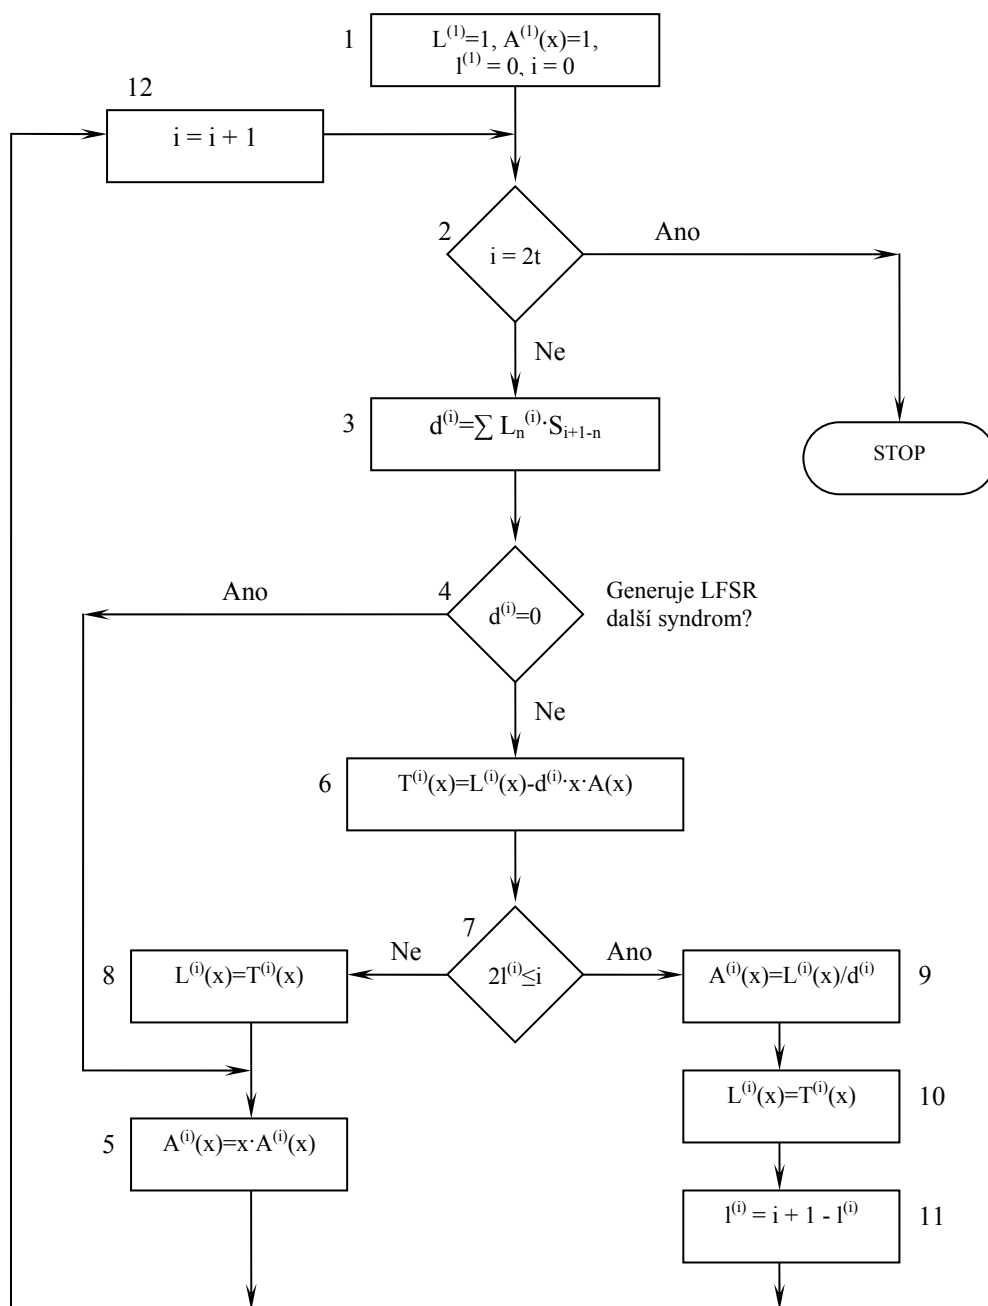 1
L⁽¹⁾=1, A⁽¹⁾(x)=1,
l⁽¹⁾ = 0, i = 0
12
i = i + 1
2
i = 2t
Ano
Ne
3
d⁽ⁱ⁾=∑ Lₙ⁽ⁱ⁾·Sᵢ₊₁₋ₙ
STOP
Ano
4
d⁽ⁱ⁾=0
Generuje LFSR
další syndrom?
Ne
6
T⁽ⁱ⁾(x)=L⁽ⁱ⁾(x)-d⁽ⁱ⁾·x·A(x)
7
2l⁽ⁱ⁾≤i
Ne
Ano
8
L⁽ⁱ⁾(x)=T⁽ⁱ⁾(x)
A⁽ⁱ⁾(x)=L⁽ⁱ⁾(x)/d⁽ⁱ⁾
9
L⁽ⁱ⁾(x)=T⁽ⁱ⁾(x)
10
5
A⁽ⁱ⁾(x)=x·A⁽ⁱ⁾(x)
l⁽ⁱ⁾ = i + 1 - l⁽ⁱ⁾
11